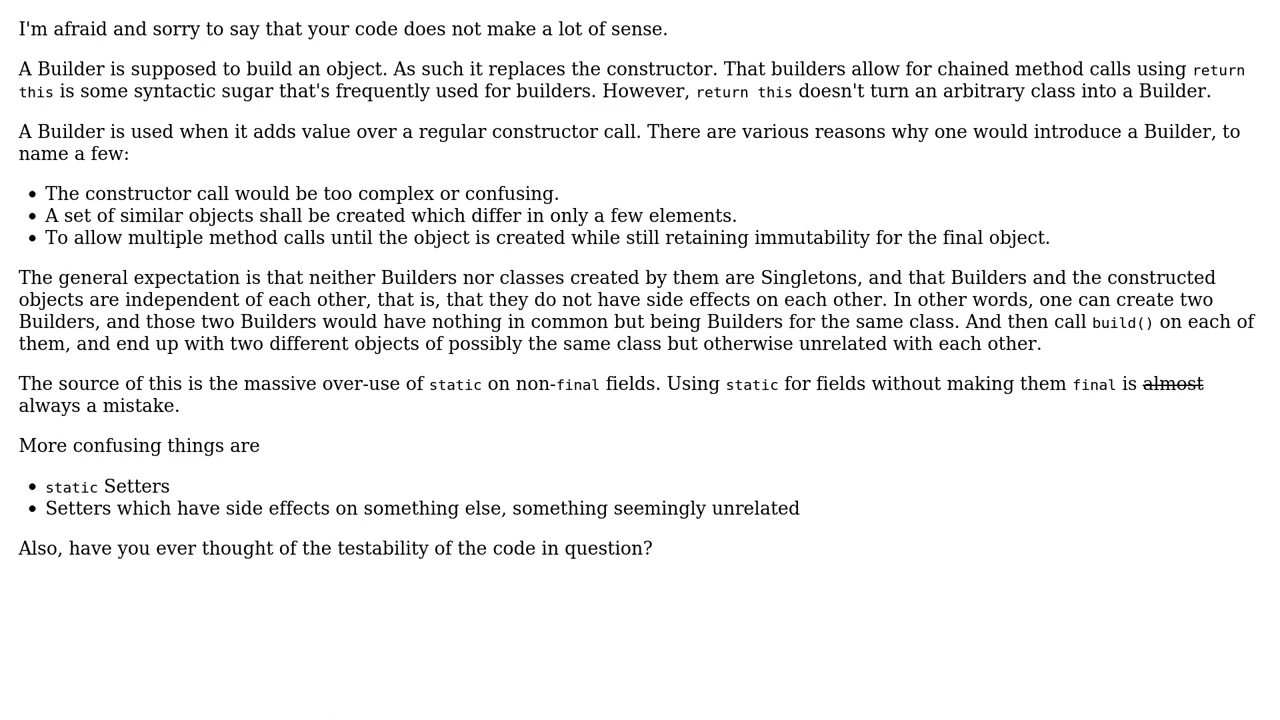 I'm afraid and sorry to say that your code does not make a lot of sense.
A Builder is supposed to build an object. As such it replaces the constructor. That builders allow for chained method calls using return
this is some syntactic sugar that's frequently used for builders. However, return this doesn't turn an arbitrary class into a Builder.
A Builder is used when it adds value over a regular constructor call. There are various reasons why one would introduce a Builder, to
name a few:
• The constructor call would be too complex or confusing.
• A set of similar objects shall be created which differ in only a few elements.
• To allow multiple method calls until the object is created while still retaining immutability for the final object.
The general expectation is that neither Builders nor classes created by them are Singletons, and that Builders and the constructed
objects are independent of each other, that is, that they do not have side effects on each other. In other words, one can create two
Builders, and those two Builders would have nothing in common but being Builders for the same class. And then call build() on each of
them, and end up with two different objects of possibly the same class but otherwise unrelated with each other.
The source of this is the massive over-use of static on non-final fields. Using static for fields without making them final is almost
always a mistake.
More confusing things are
• static Setters
• Setters which have side effects on something else, something seemingly unrelated
Also, have you ever thought of the testability of the code in question?